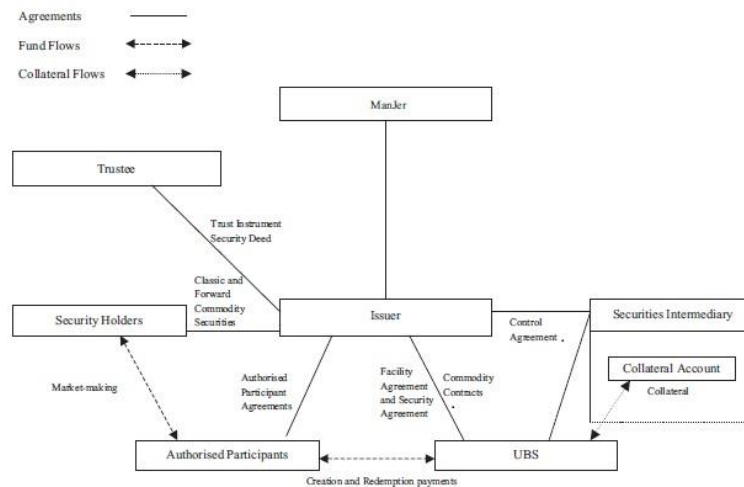 Agreements
Fund Flows
Collateral Flows
ManJer
Trustee
Trust Instrument
Security Deed
Classic and
Forward
Commodity
Securities
Security Holders
Issuer
Control
Agreement
Securities Intermediary
Collateral Account
Collateral
Market-making
Authorised
Participant
Agreements
Facility
Agreement
and Security
Agreement
Commodity
Contracts
Authorised Participants
UBS
Creation and Redemption payments